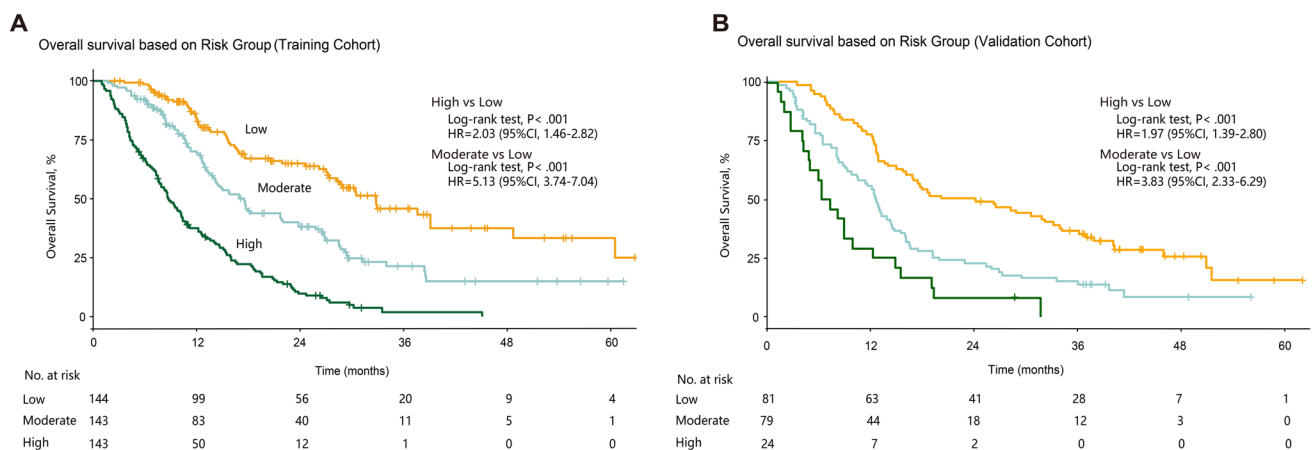 A
Overall survival based on Risk Group (Training Cohort)
100
75
50
25
0
Overall Survival, %
Low
Moderate
High
High vs Low
Log-rank test, P< .001
HR=2.03 (95%CI, 1.46-2.82)
Moderate vs Low
Log-rank test, P< .001
HR=5.13 (95%CI, 3.74-7.04)
0 12 24 36 48 60
Time (months)
No. at risk
Low 144 99 56 20 9 4
Moderate 143 83 40 11 5 1
High 143 50 12 1 0 0
B
Overall survival based on Risk Group (Validation Cohort)
100
75
50
25
0
Overall Survival, %
High vs Low
Log-rank test, P< .001
HR=1.97 (95%CI, 1.39-2.80)
Moderate vs Low
Log-rank test, P< .001
HR=3.83 (95%CI, 2.33-6.29)
0 12 24 36 48 60
Time (months)
No. at risk
Low 81 63 41 28 7 1
Moderate 79 44 18 12 3 0
High 24 7 2 0 0 0